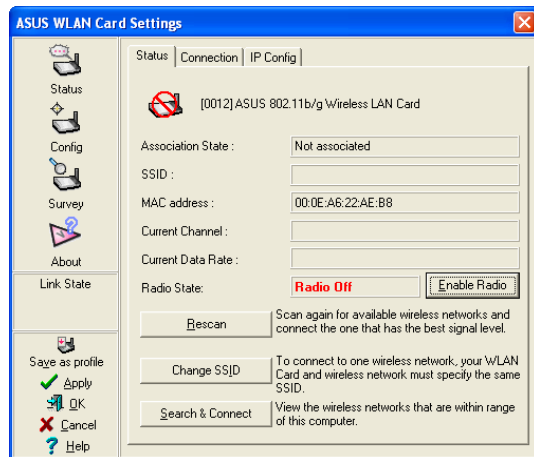 ASUS WLAN Card Settings
Status
Config
Survey
About
Link State
Save as profile
Apply
OK
Cancel
Help
Status
Connection
IP Config
[0012] ASUS 802.11b/g Wireless LAN Card
Association State :
Not associated
SSID :
MAC address :
00:0E:A6:22:AE:B8
Current Channel :
Current Data Rate :
Radio State:
Radio Off
Enable Radio
Rescan
Scan again for available wireless networks and
connect the one that has the best signal level.
Change SSID
To connect to one wireless network, your WLAN
Card and wireless network must specify the same
SSID.
Search & Connect
View the wireless networks that are within range
of this computer.